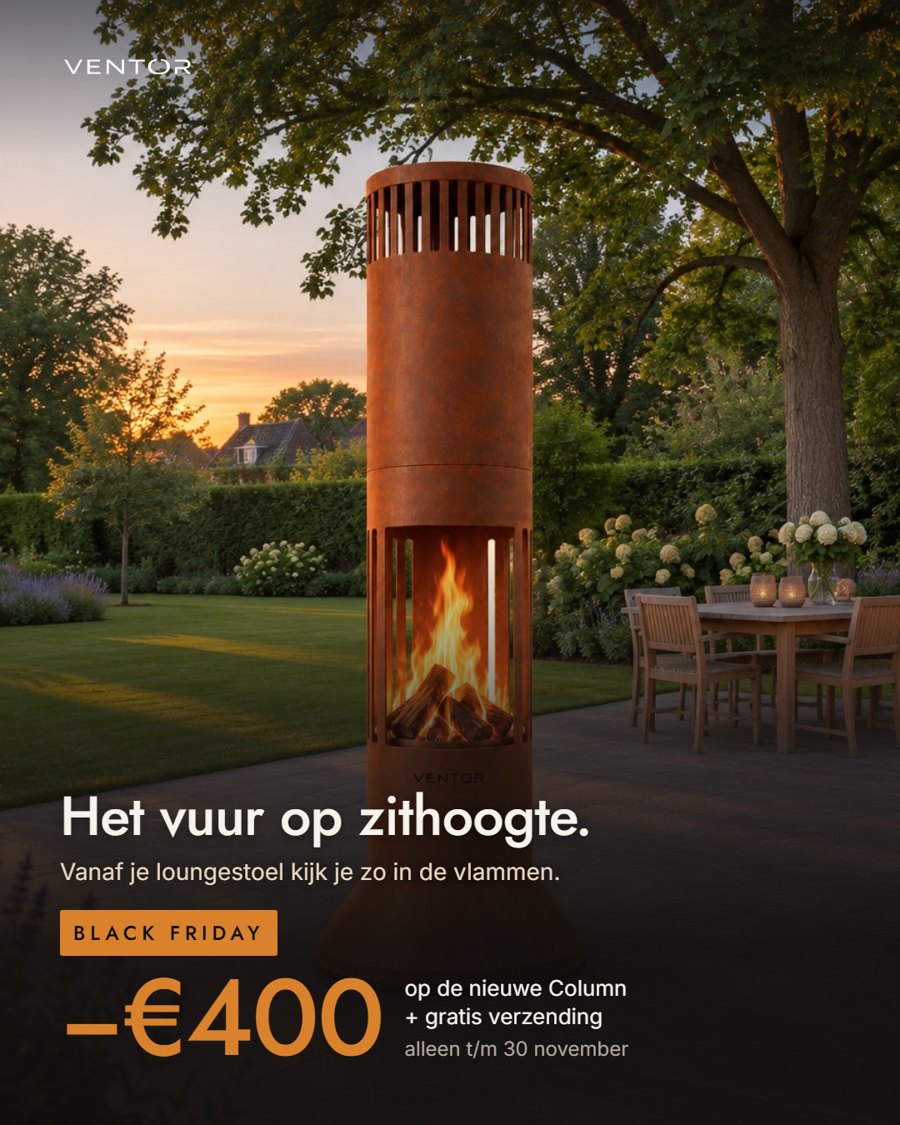 VENTOR
VENTOR
Het vuur op zithoogte.
Vanaf je loungestoel kijk je zo in de vlammen.
BLACK FRIDAY
–€400
op de nieuwe Column
+ gratis verzending
alleen t/m 30 november